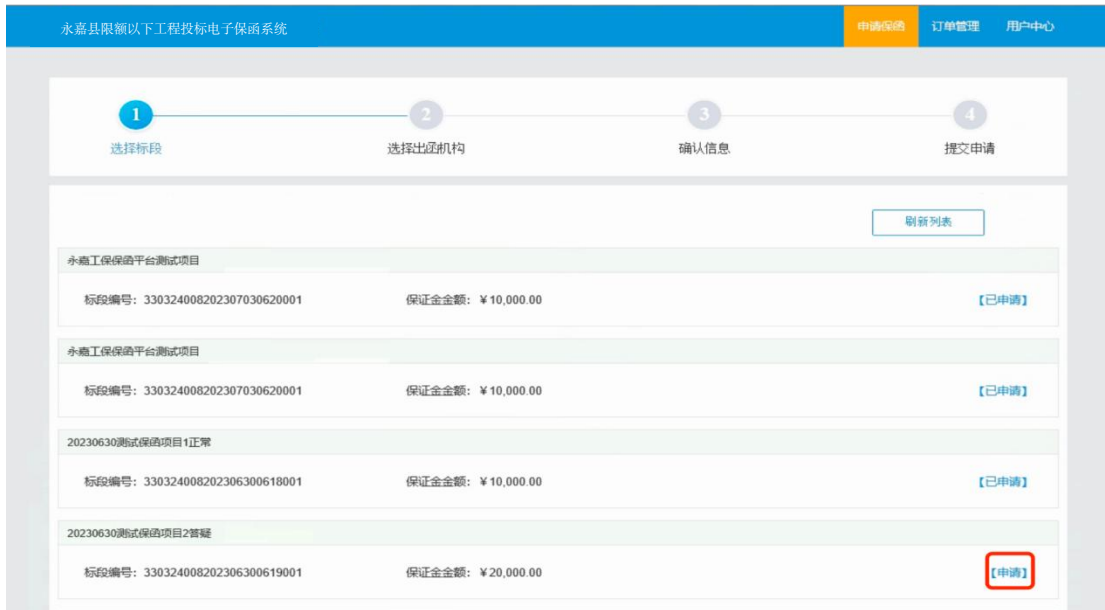 永嘉县限额以下工程投标电子保函系统 申请保函 订单管理 用户中心
1 2 3 4
选择标段 选择出函机构 确认信息 提交申请
刷新列表
永嘉工保保函平台测试项目
标段编号：330324008202307030620001 保证金金额：￥10,000.00 【已申请】
永嘉工保保函平台测试项目
标段编号：330324008202307030620001 保证金金额：￥10,000.00 【已申请】
20230630测试保函项目1正常
标段编号：330324008202306300618001 保证金金额：￥10,000.00 【已申请】
20230630测试保函项目2答疑
标段编号：330324008202306300619001 保证金金额：￥20,000.00 【申请】